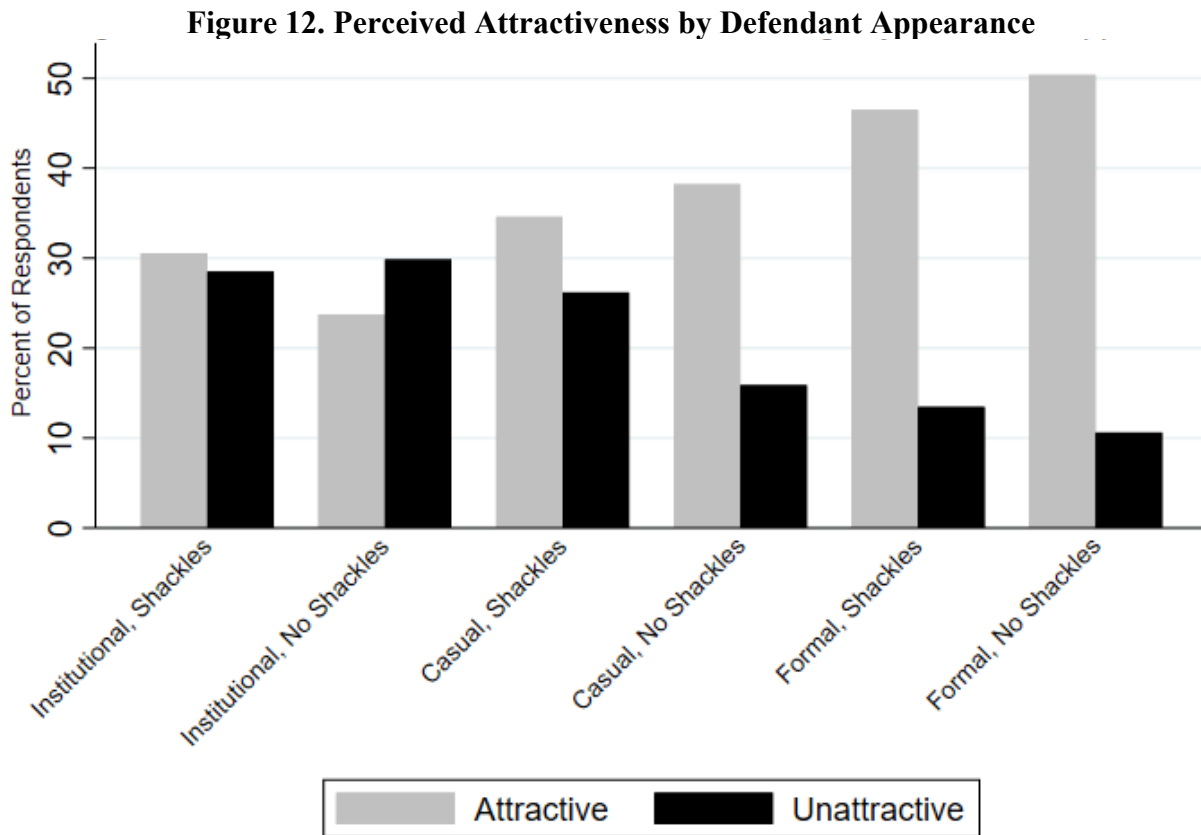 Figure 12. Perceived Attractiveness by Defendant Appearance
Percent of Respondents
50
40
30
20
10
0
Institutional, Shackles
Institutional, No Shackles
Casual, Shackles
Casual, No Shackles
Formal, Shackles
Formal, No Shackles
Attractive
Unattractive